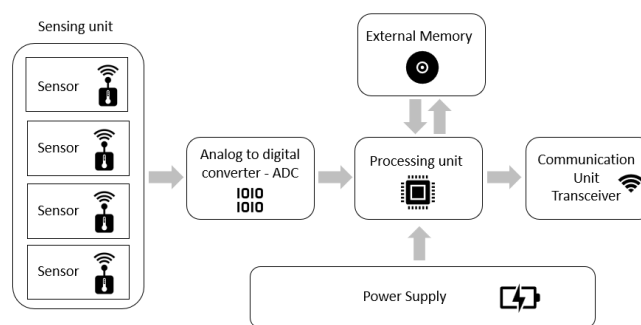 Sensing unit
Sensor
Sensor
Sensor
Sensor
Analog to digital
converter - ADC
1010
1010
External Memory
Processing unit
Communication
Unit
Transceiver
Power Supply